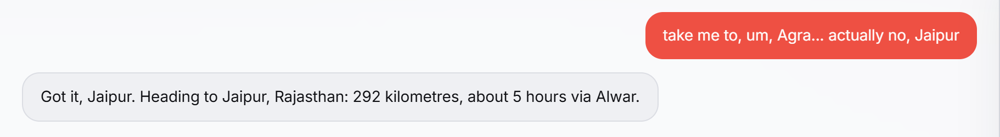 take me to, um, Agra... actually no, Jaipur
Got it, Jaipur. Heading to Jaipur, Rajasthan: 292 kilometres, about 5 hours via Alwar.